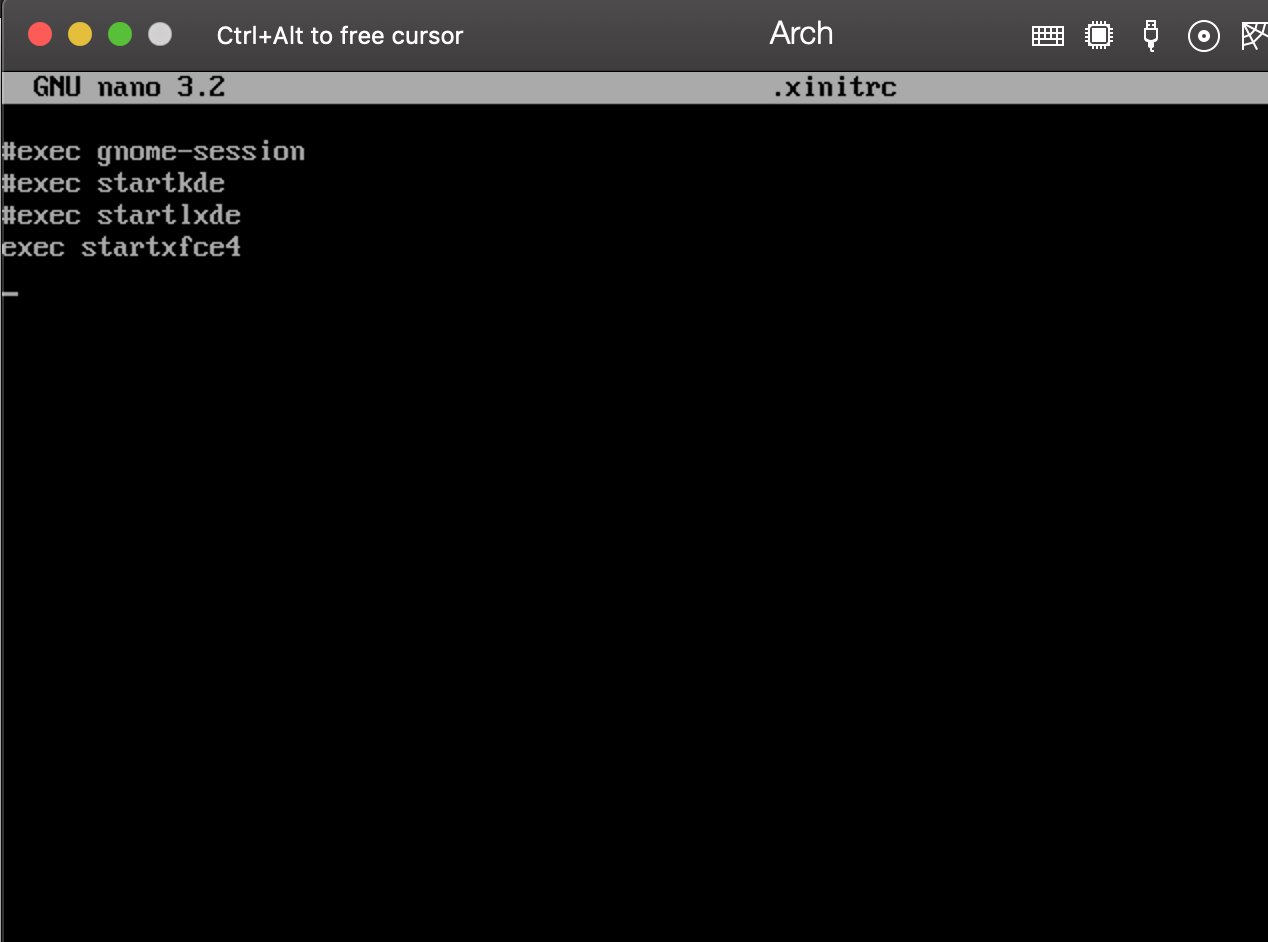 Ctrl+Alt to free cursor
Arch
GNU nano 3.2
.xinitrc
#exec gnome-session
#exec startkde
#exec startlxde
exec startxfce4